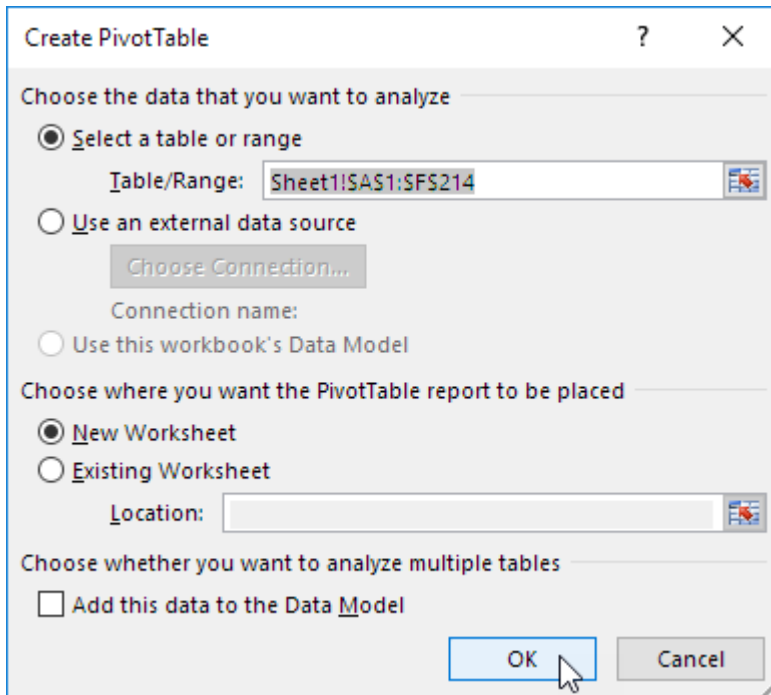 Create PivotTable
?
Choose the data that you want to analyze
Select a table or range
Table/Range: Sheet1!$A$1:$F$214
Use an external data source
Choose Connection...
Connection name:
Use this workbook's Data Model
Choose where you want the PivotTable report to be placed
New Worksheet
Existing Worksheet
Location:
Choose whether you want to analyze multiple tables
Add this data to the Data Model
OK Cancel